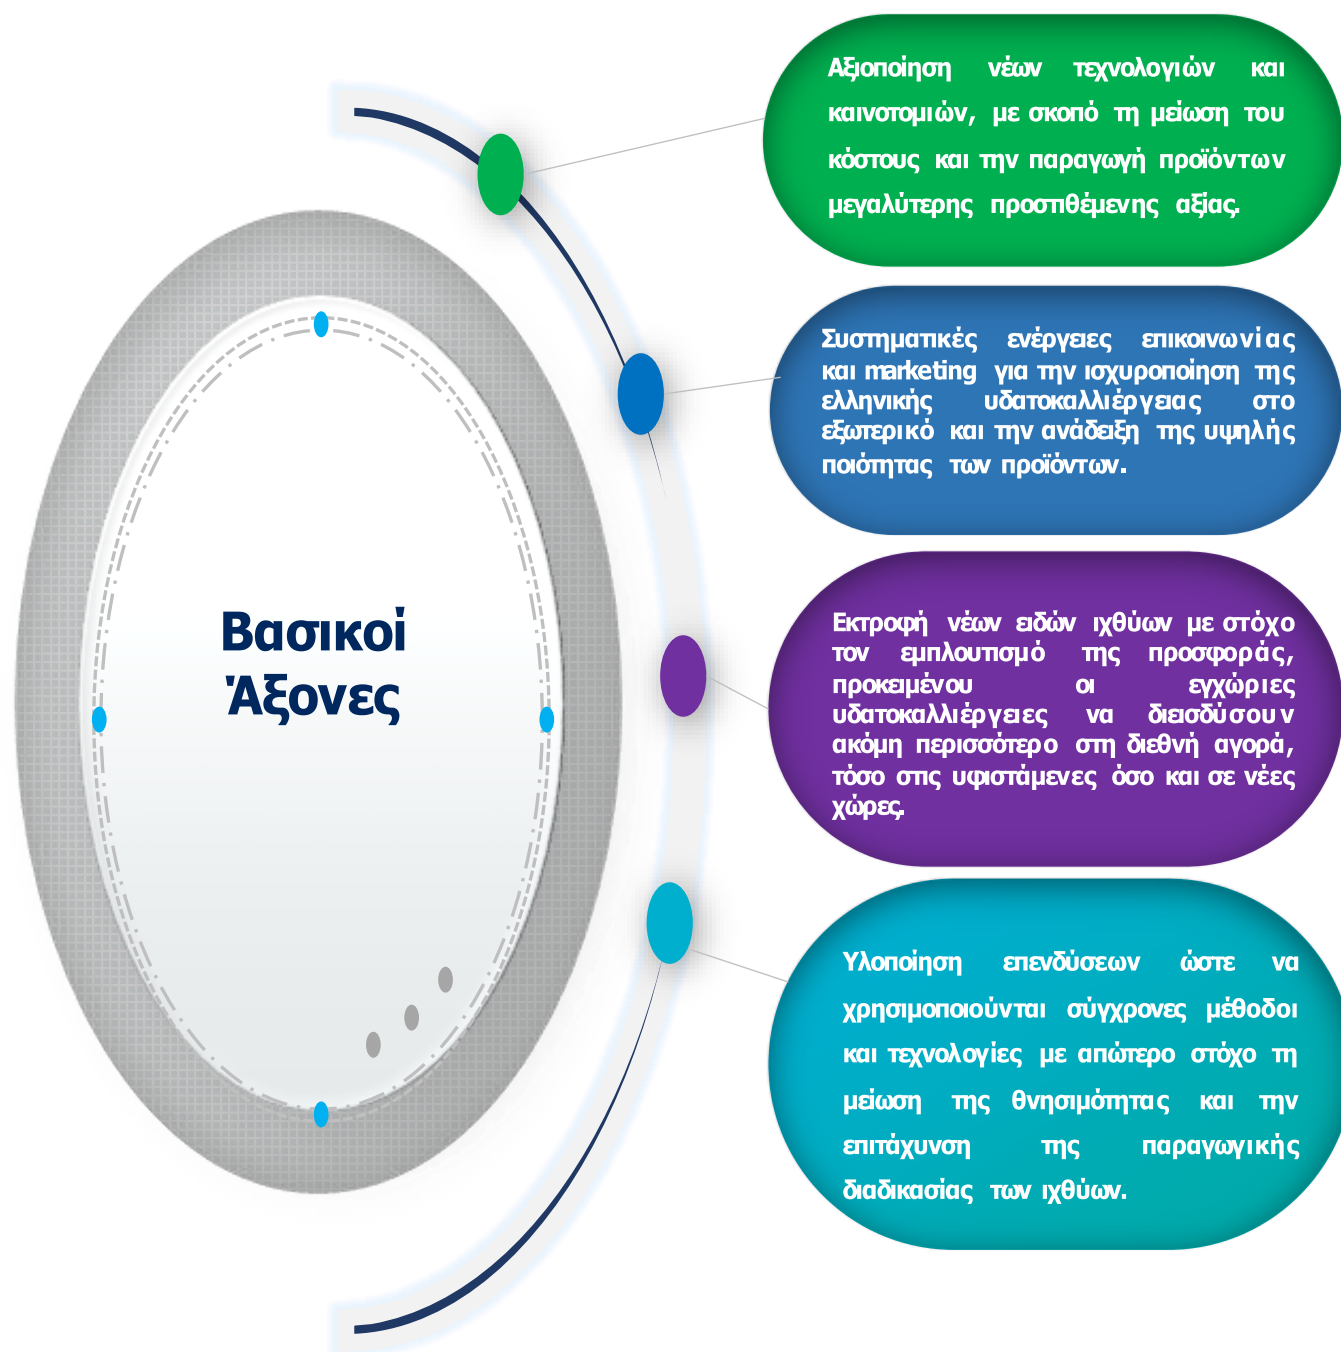 Βασικοί
Άξονες
Αξιοποίηση νέων τεχνολογιών και
καινοτομιών, με σκοπό τη μείωση του
κόστους και την παραγωγή προϊόντων
μεγαλύτερης προστιθέμενης αξίας.
Συστηματικές ενέργειες επικοινωνίας
και marketing για την ισχυροποίηση της
ελληνικής υδατοκαλλιέργειας στο
εξωτερικό και την ανάδειξη της υψηλής
ποιότητας των προϊόντων.
Εκτροφή νέων ειδών ιχθύων με στόχο
τον εμπλουτισμό της προσφοράς,
προκειμένου οι εγχώριες
υδατοκαλλιέργειες να διεισδύσουν
ακόμη περισσότερο στη διεθνή αγορά,
τόσο στις υφιστάμενες όσο και σε νέες
χώρες.
Υλοποίηση επενδύσεων ώστε να
χρησιμοποιούνται σύγχρονες μέθοδοι
και τεχνολογίες με απώτερο στόχο τη
μείωση της θνησιμότητας και την
επιτάχυνση της παραγωγικής
διαδικασίας των ιχθύων.